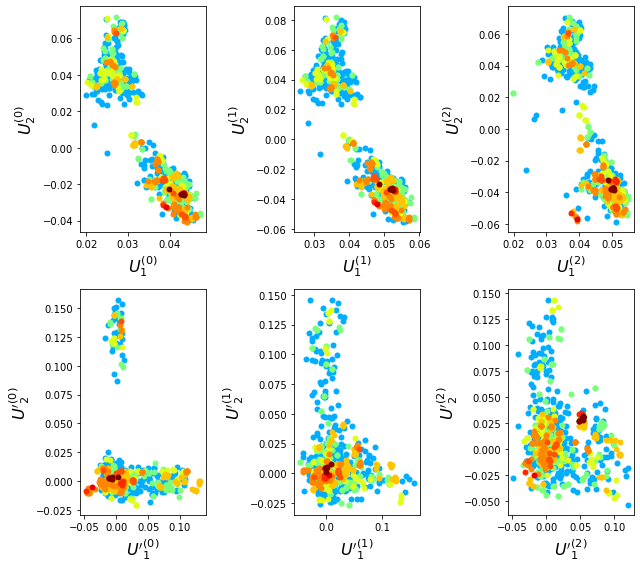 0.06
0.04
0.02
0.00
−0.02
−0.04
0.02 0.03 0.04
U_2^{(0)}
U_1^{(0)}
0.08
0.06
0.04
0.02
0.00
−0.02
−0.04
−0.06
0.03 0.04 0.05 0.06
U_2^{(1)}
U_1^{(1)}
0.06
0.04
0.02
0.00
−0.02
−0.04
−0.06
0.02 0.03 0.04 0.05
U_2^{(2)}
U_1^{(2)}
0.150
0.125
0.100
0.075
0.050
0.025
0.000
−0.025
−0.05 0.00 0.05 0.10
U'_2^{(0)}
U'_1^{(0)}
0.150
0.125
0.100
0.075
0.050
0.025
0.000
−0.025
0.0 0.1
U'_2^{(1)}
U'_1^{(1)}
0.150
0.125
0.100
0.075
0.050
0.025
0.000
−0.025
−0.050
−0.05 0.00 0.05 0.10
U'_2^{(2)}
U'_1^{(2)}